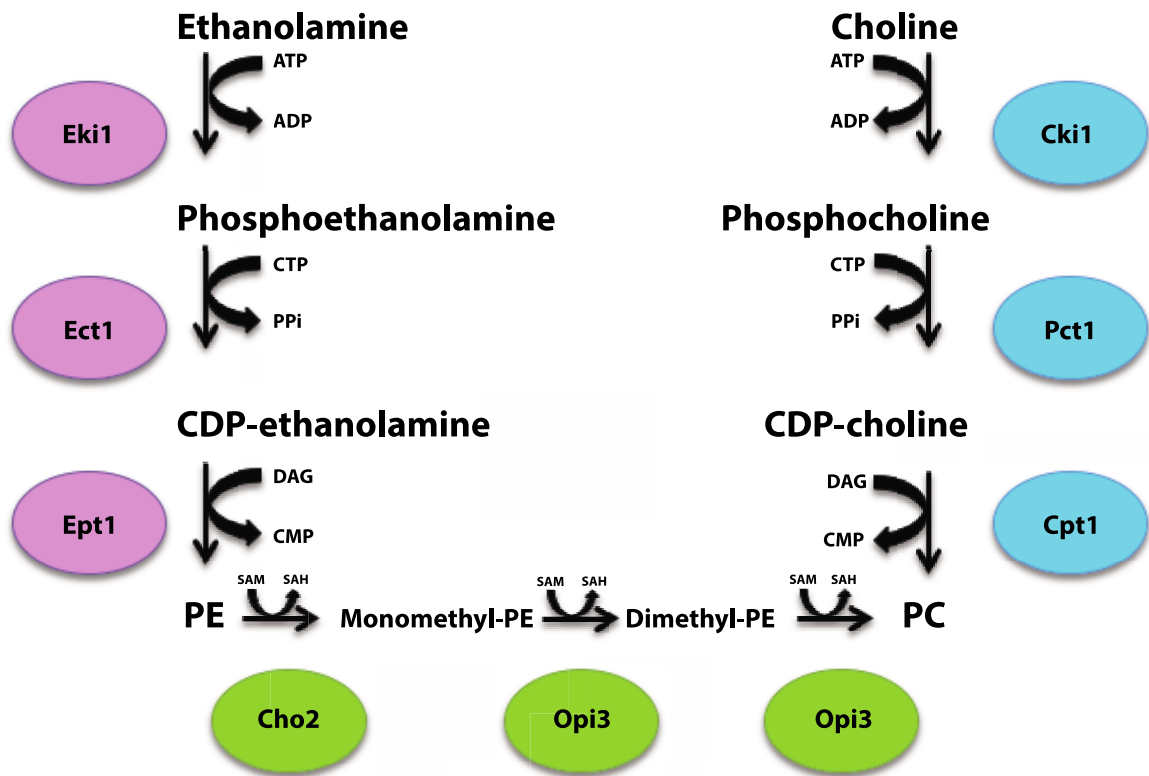 Ethanolamine
Choline
ATP
ATP
Eki1
ADP
ADP
Cki1
Phosphoethanolamine
Phosphocholine
CTP
CTP
Ect1
PPi
PPi
Pct1
CDP-ethanolamine
CDP-choline
DAG
DAG
Ept1
CMP
CMP
Cpt1
SAM SAH
SAM SAH
SAM SAH
PE
Monomethyl-PE
Dimethyl-PE
PC
Cho2
Opi3
Opi3